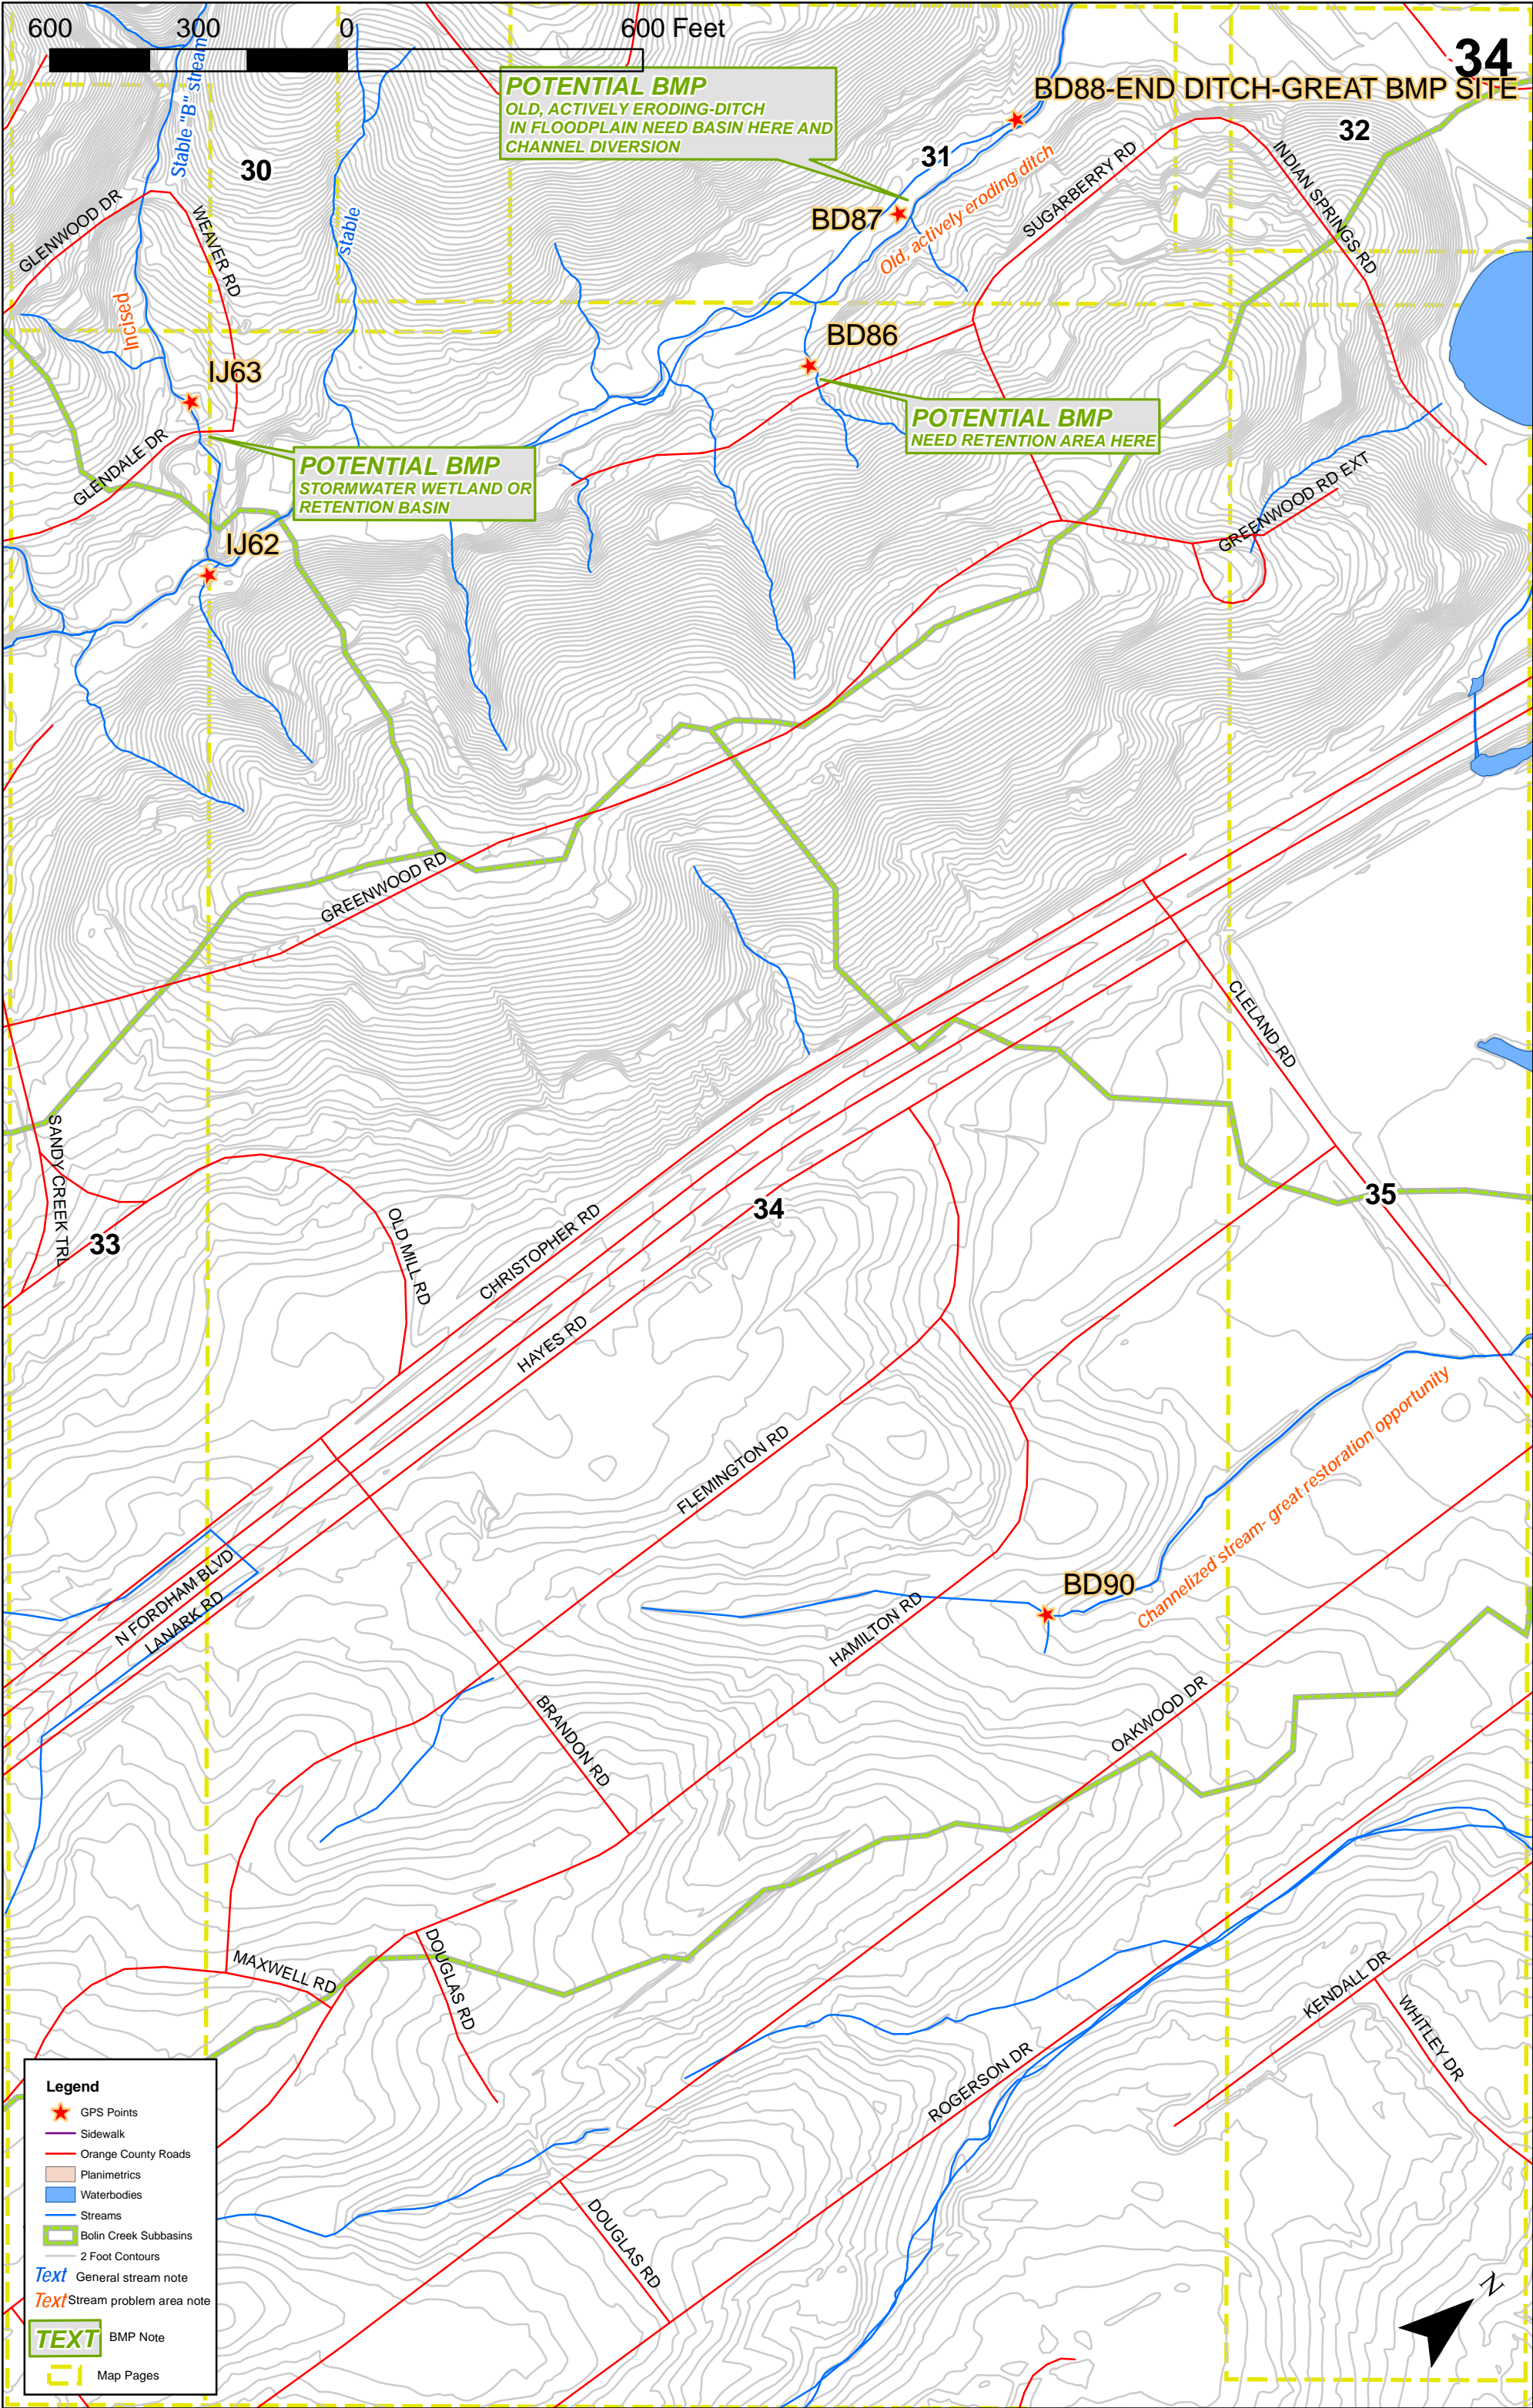 600 300 0 600 Feet
34
POTENTIAL BMP
OLD, ACTIVELY ERODING-DITCH
IN FLOODPLAIN NEED BASIN HERE AND
CHANNEL DIVERSION
BD88-END DITCH-GREAT BMP SITE
Stable "B" stream
30
31
32
INDIAN SPRINGS RD
SUGARBERRY RD
Old, actively eroding ditch
BD87
GLENWOOD DR
WEAVER RD
stable
Incised
BD86
IJ63
POTENTIAL BMP
NEED RETENTION AREA HERE
GLENDALE DR
POTENTIAL BMP
STORMWATER WETLAND OR
RETENTION BASIN
GREENWOOD RD EXT
IJ62
GREENWOOD RD
CLELAND RD
SANDY CREEK TRL
33
OLD MILL RD
CHRISTOPHER RD
34
35
HAYES RD
FLEMINGTON RD
Channelized stream- great restoration opportunity
N FORDHAM BLVD
LANARK RD
BD90
HAMILTON RD
BRANDON RD
OAKWOOD DR
MAXWELL RD
DOUGLAS RD
KENDALL DR
WHITLEY DR
ROGERSON DR
DOUGLAS RD
Legend
GPS Points
Sidewalk
Orange County Roads
Planimetrics
Waterbodies
Streams
Bolin Creek Subbasins
2 Foot Contours
Text General stream note
Text Stream problem area note
TEXT BMP Note
Map Pages
N